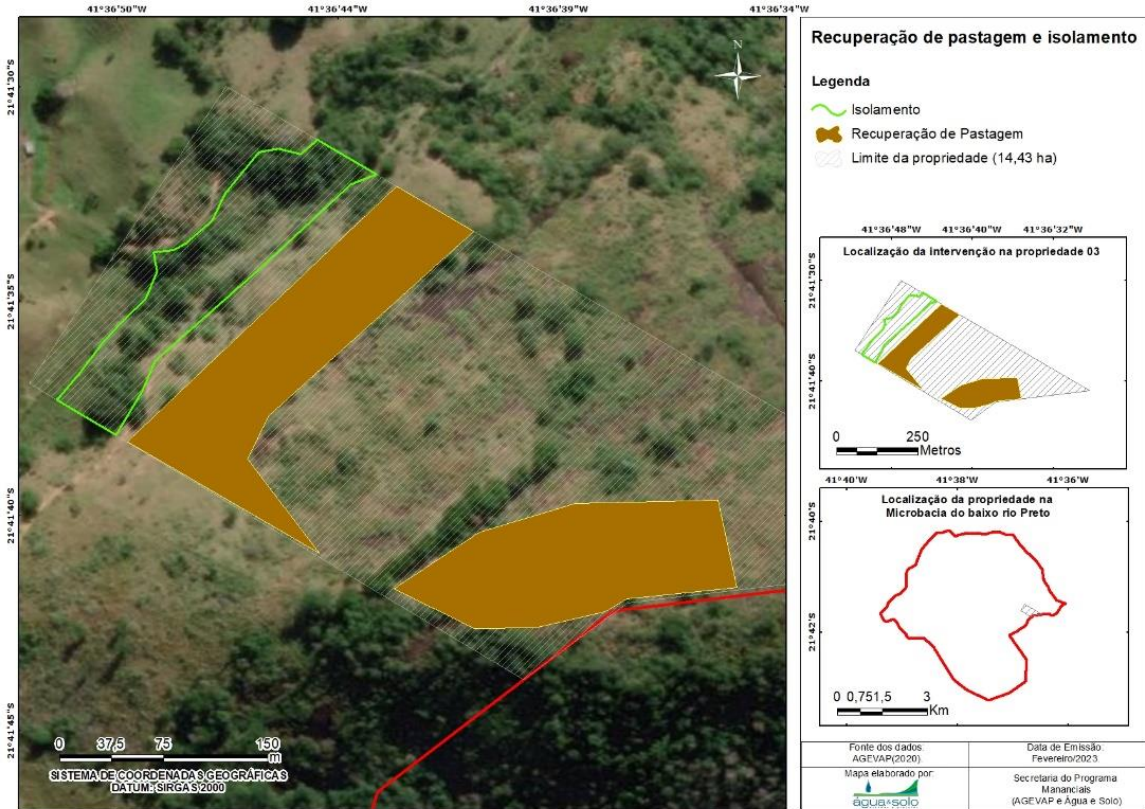 41°36'50"W 41°36'44"W 41°36'39"W 41°36'34"W
21°41'30"S
21°41'35"S
21°41'40"S
21°41'45"S
N
0 37,5 75 150
m
SISTEMA DE COORDENADAS GEOGRÁFICAS
DATUM: SIRGAS 2000
Recuperação de pastagem e isolamento
Legenda
Isolamento
Recuperação de Pastagem
Limite da propriedade (14,43 ha)
41°36'48"W 41°36'40"W 41°36'32"W
Localização da intervenção na propriedade 03
21°41'30"S
21°41'40"S
0 250
Metros
41°40'W 41°38'W 41°36'W
Localização da propriedade na
Microbacia do baixo rio Preto
21°40'S
21°42'S
0 0,751,5 3
Km
Fonte dos dados:
AGEVAP(2020).
Data de Emissão:
Fevereiro/2023
Mapa elaborado por:
água e solo
Secretaria do Programa
Mananciais
(AGEVAP e Água e Solo)